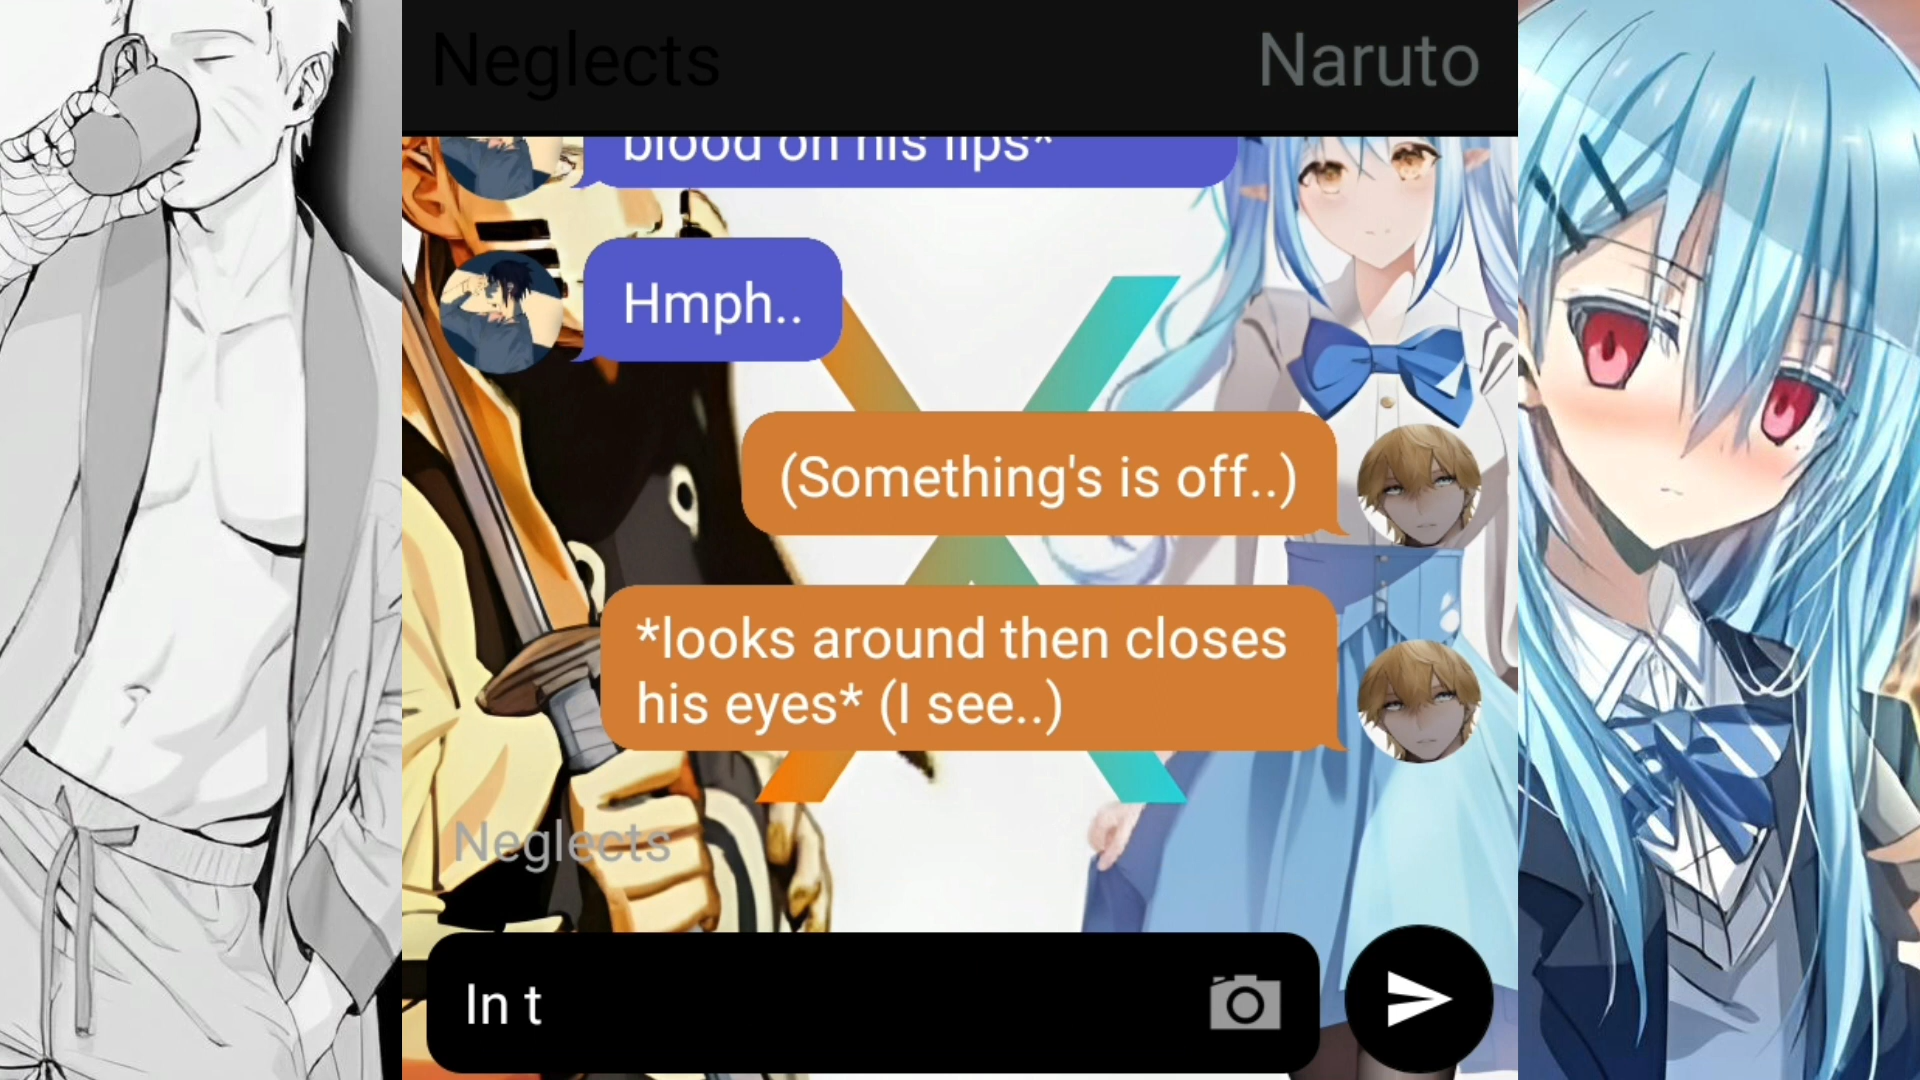 Neglects
Naruto
blood on his lips*
Hmph..
(Something's is off..)
*looks around then closes
his eyes* (I see..)
Neglects
In t